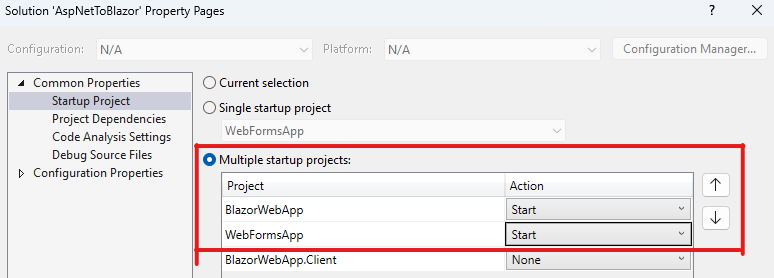 Solution 'AspNetToBlazor' Property Pages ? ×
Configuration: N/A Platform: N/A Configuration Manager...
Common Properties
Startup Project
Project Dependencies
Code Analysis Settings
Debug Source Files
Configuration Properties
Current selection
Single startup project
WebFormsApp
Multiple startup projects:
Project Action
BlazorWebApp Start
WebFormsApp Start
BlazorWebApp.Client None